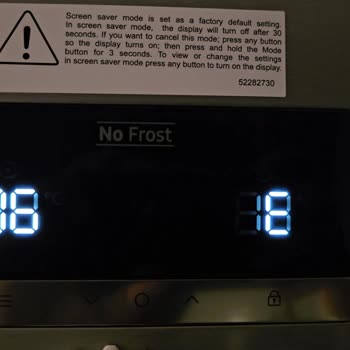 Screen saver mode is set as a factory default setting.
In screen saver mode, the display will turn off after 30
seconds. If you want to cancel this mode; press any button
so the display turns on; then press and hold the Mode
button for 3 seconds. To view or change the settings
in screen saver mode press any button to turn on the display.
52282730
No Frost
E